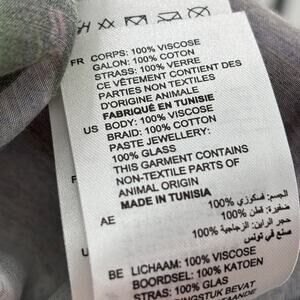 FR CORPS: 100% VISCOSE
GALON: 100% COTON
STRASS: 100% VERRE
CE VÊTEMENT CONTIENT DES
PARTIES NON TEXTILES
D'ORIGINE ANIMALE
FABRIQUÉ EN TUNISIE
US BODY: 100% VISCOSE
BRAID: 100% COTTON
PASTE JEWELLERY:
100% GLASS
THIS GARMENT CONTAINS
NON-TEXTILE PARTS OF
ANIMAL ORIGIN
MADE IN TUNISIA
AE الجسم: فسكوزي 100%
ضفيرة: قطن 100%
حجارة الراين: الزجاجية 100%
صنع في تونس
BE LICHAAM: 100% VISCOSE
BOORDSEL: 100% KATOEN
STRAS: 100% GLAS
BEVAT